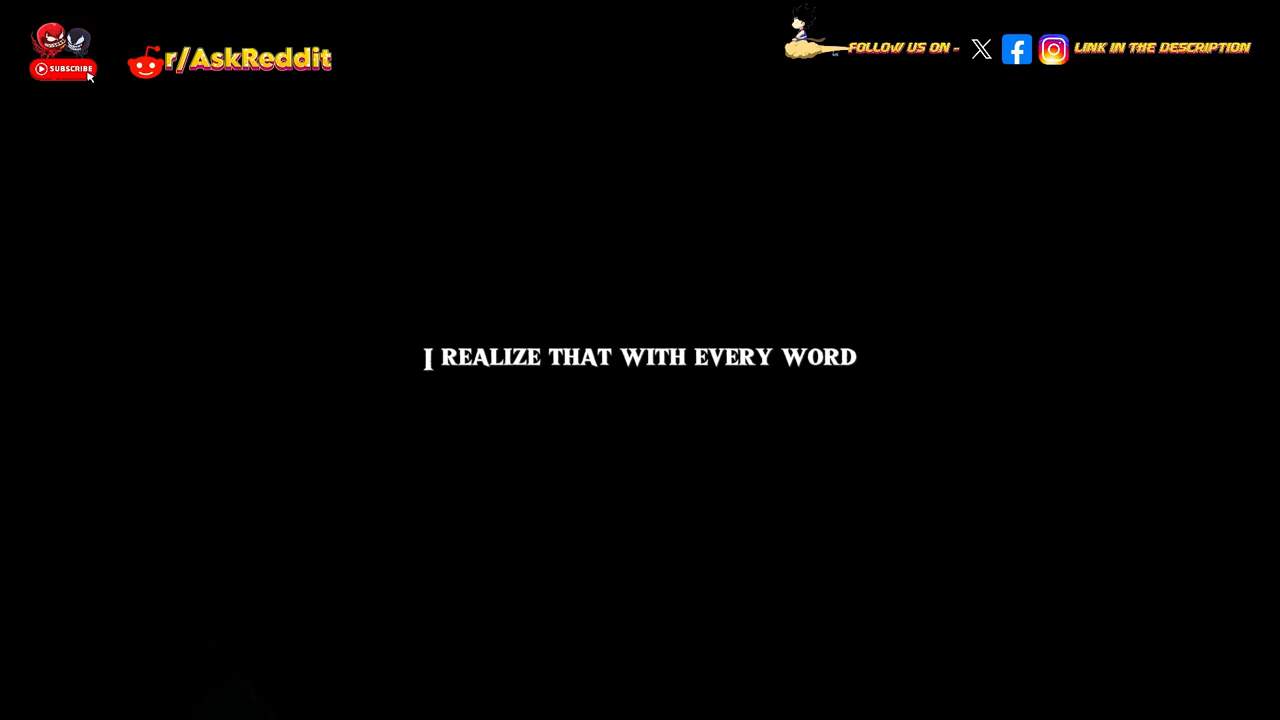 SUBSCRIBE
r/AskReddit
FOLLOW US ON -
LINK IN THE DESCRIPTION
I REALIZE THAT WITH EVERY WORD